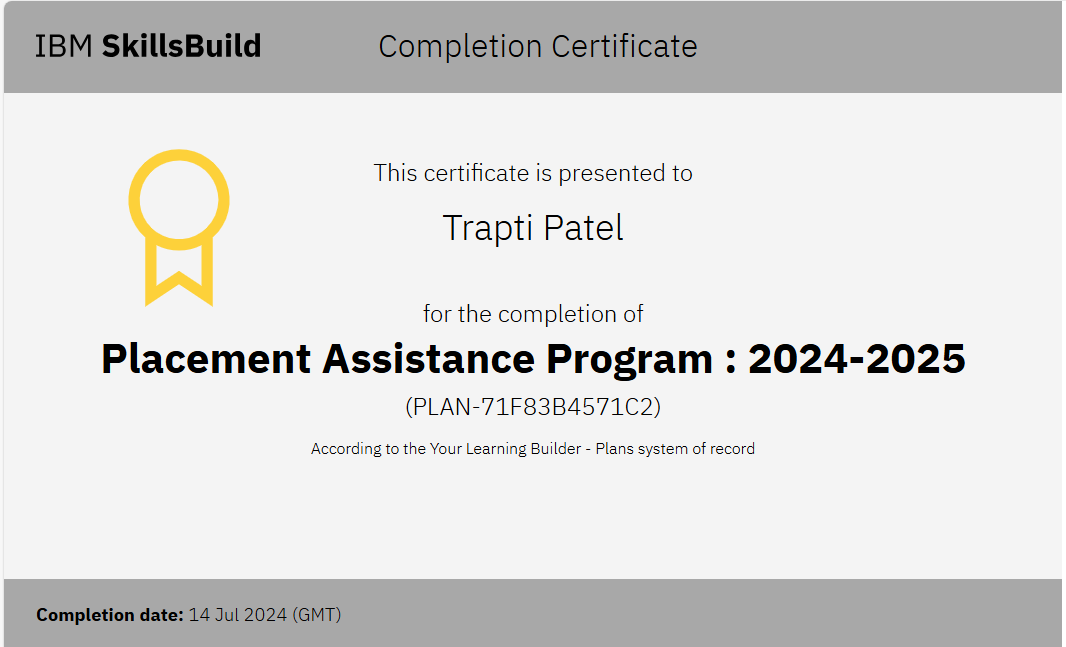 IBM SkillsBuild
Completion Certificate
This certificate is presented to
Trapti Patel
for the completion of
Placement Assistance Program : 2024-2025
(PLAN-71F83B4571C2)
According to the Your Learning Builder - Plans system of record
Completion date: 14 Jul 2024 (GMT)